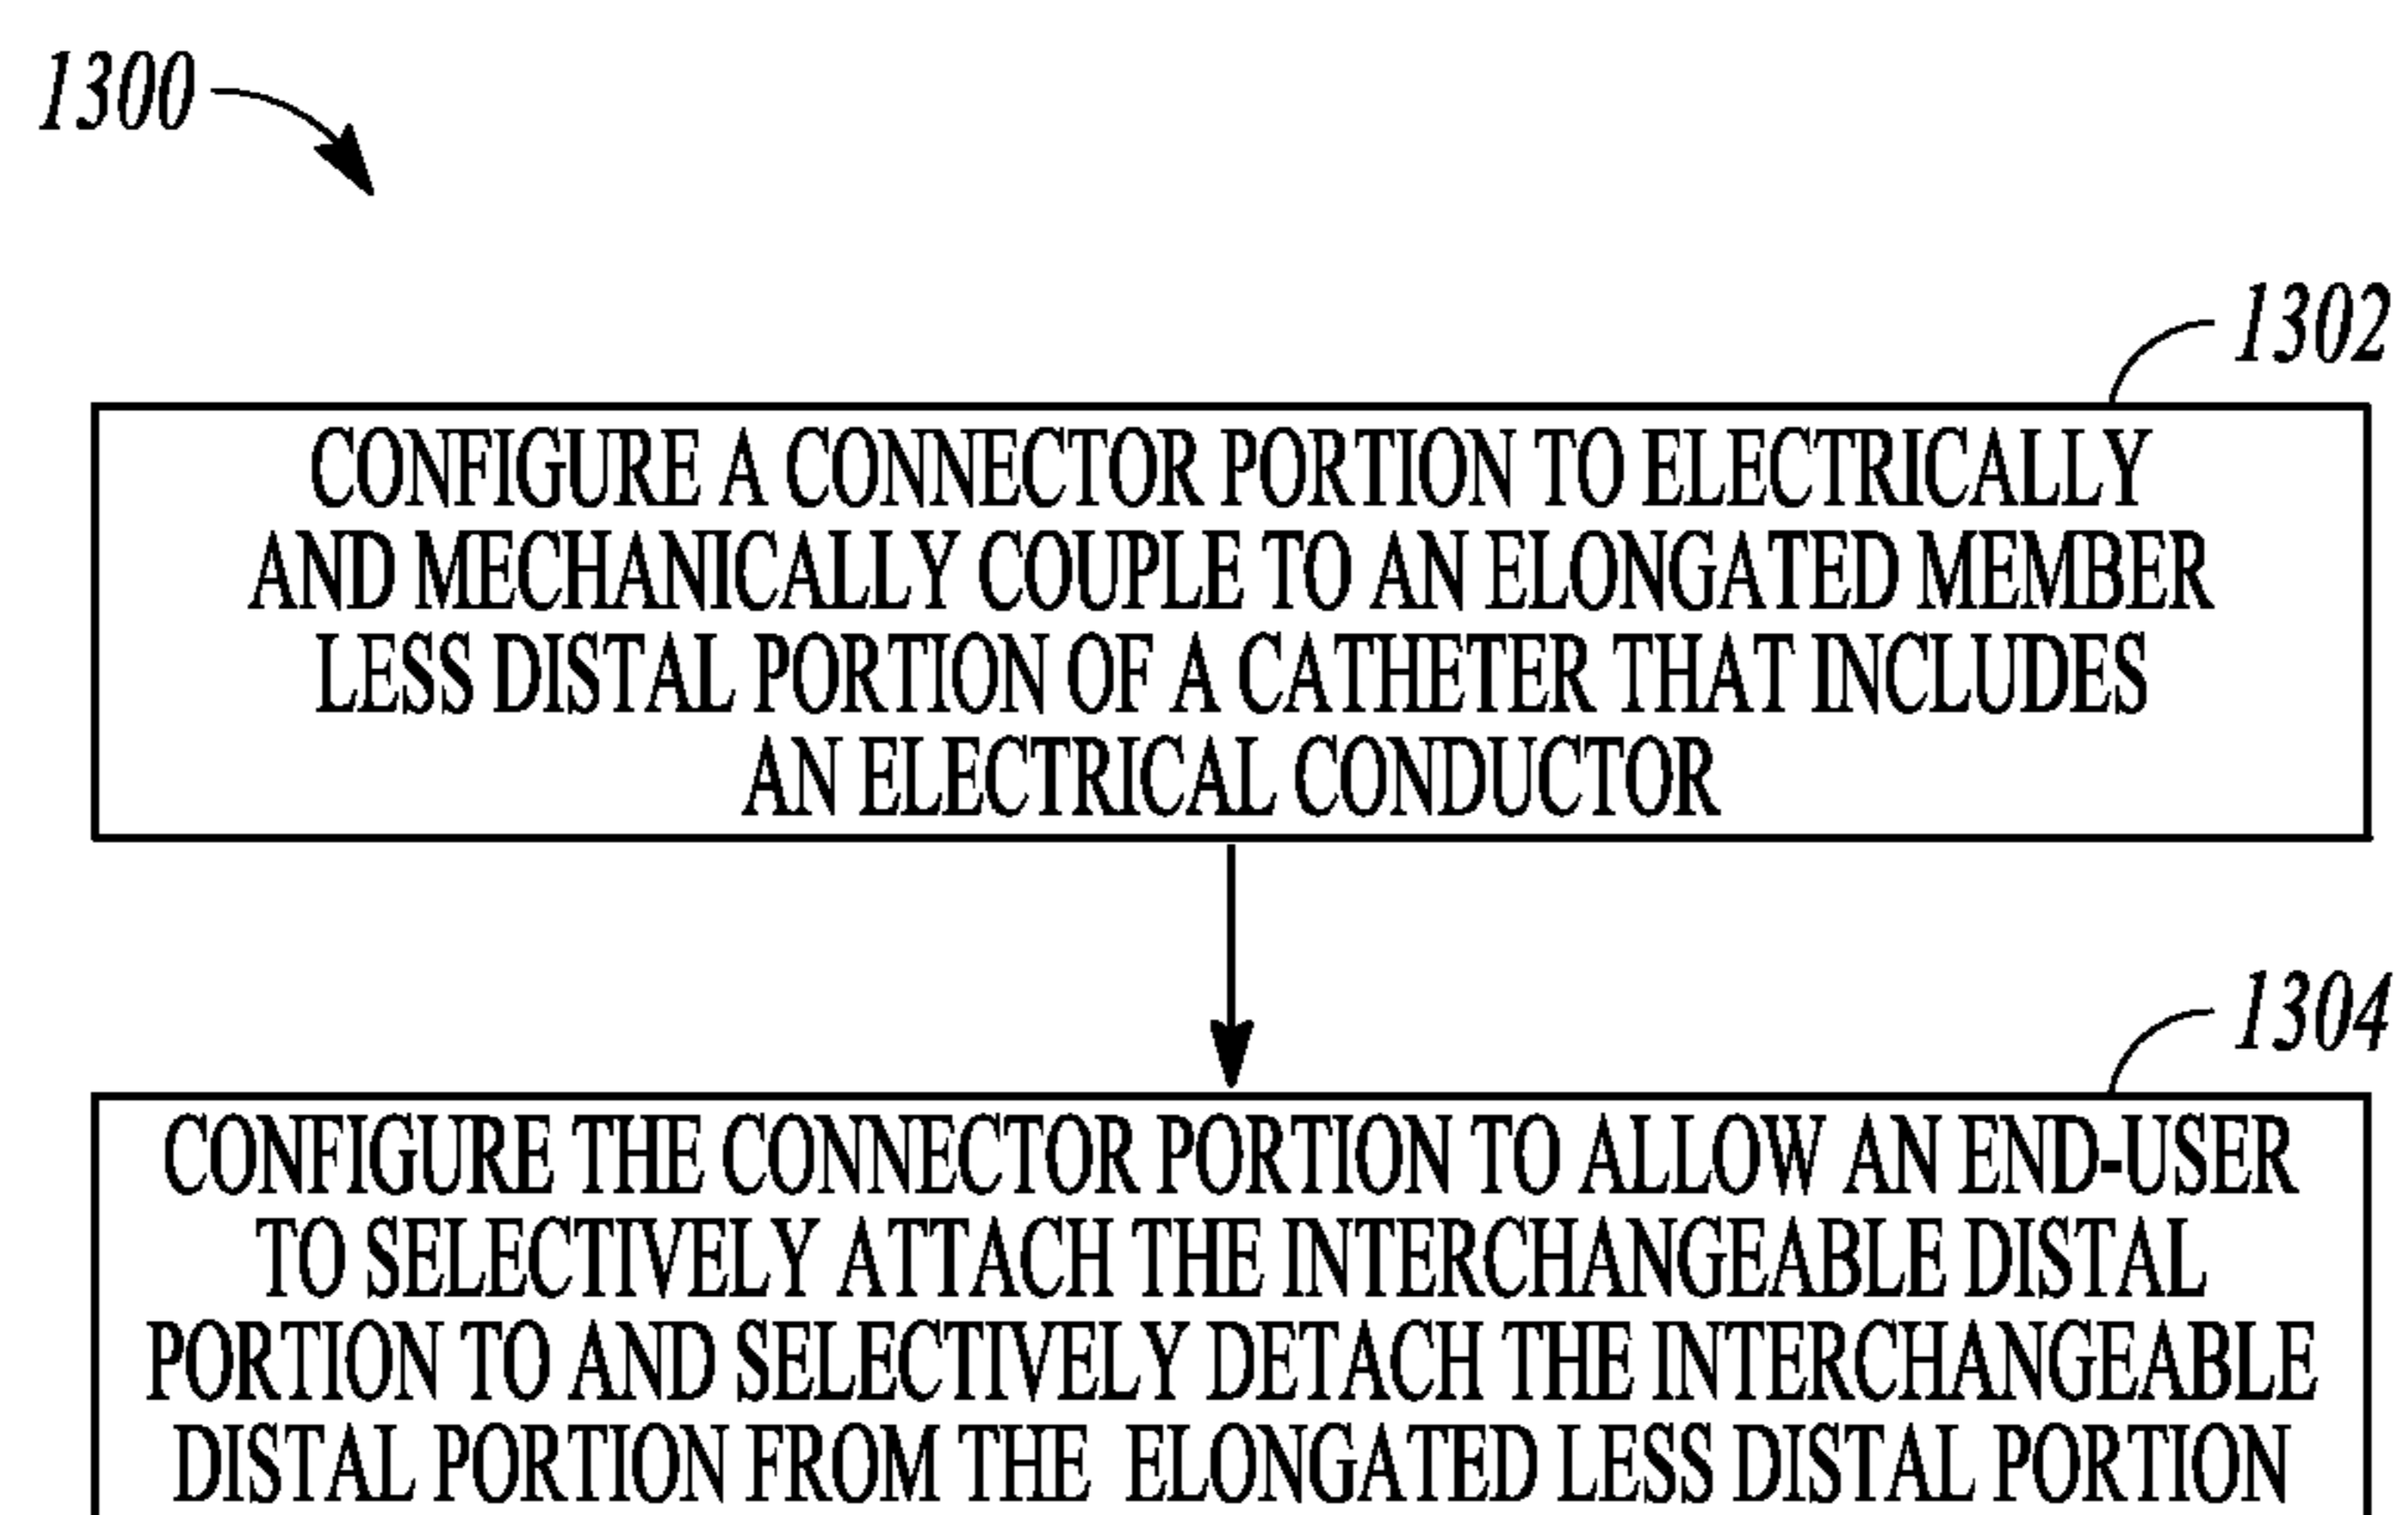 1300
1302
CONFIGURE A CONNECTOR PORTION TO ELECTRICALLY
AND MECHANICALLY COUPLE TO AN ELONGATED MEMBER
LESS DISTAL PORTION OF A CATHETER THAT INCLUDES
AN ELECTRICAL CONDUCTOR
1304
CONFIGURE THE CONNECTOR PORTION TO ALLOW AN END-USER
TO SELECTIVELY ATTACH THE INTERCHANGEABLE DISTAL
PORTION TO AND SELECTIVELY DETACH THE INTERCHANGEABLE
DISTAL PORTION FROM THE ELONGATED LESS DISTAL PORTION